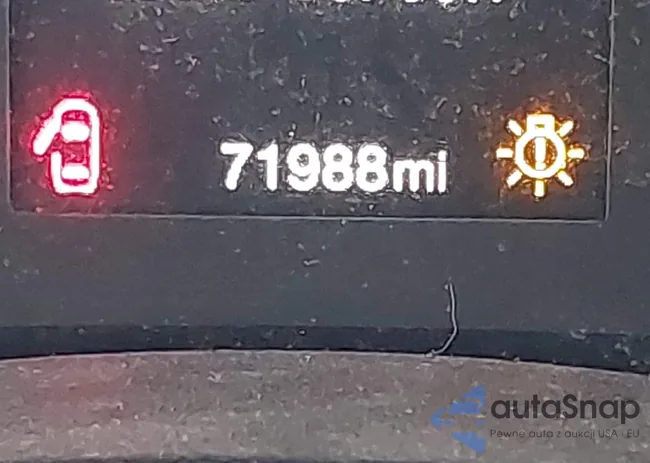 71988mi
autaSnap
Pewne auto z aukcji USA i EU